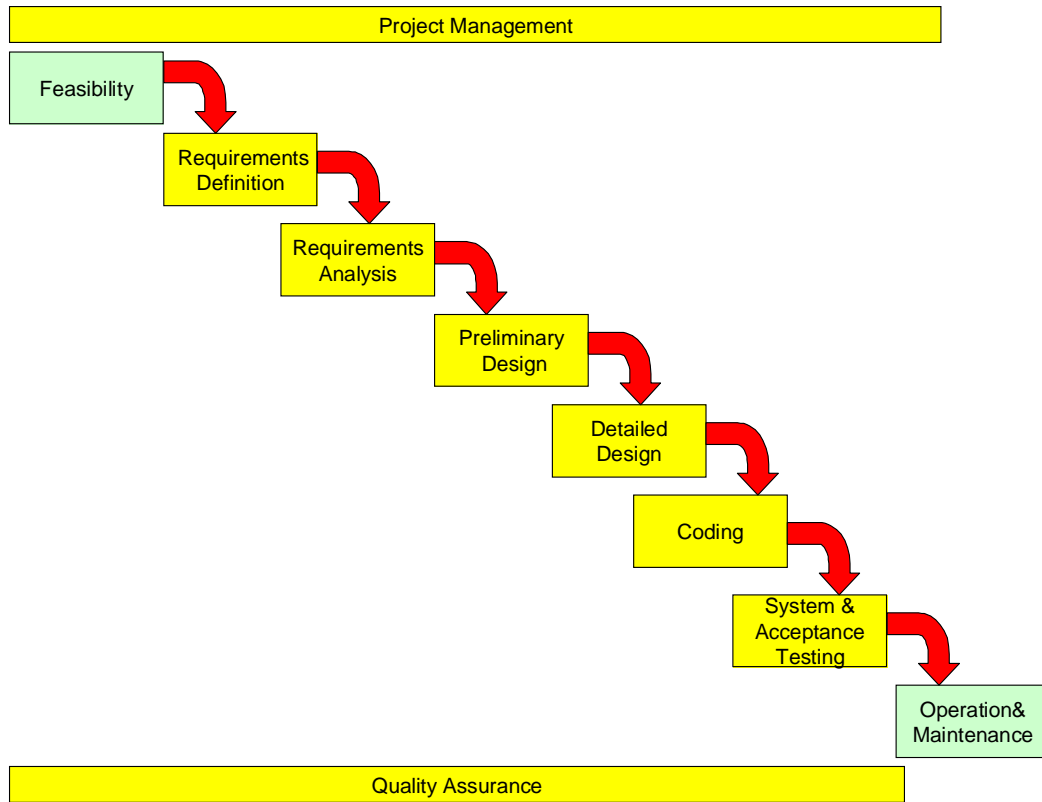 Project Management
Feasibility
Requirements
Definition
Requirements
Analysis
Preliminary
Design
Detailed
Design
Coding
System &
Acceptance
Testing
Operation&
Maintenance
Quality Assurance